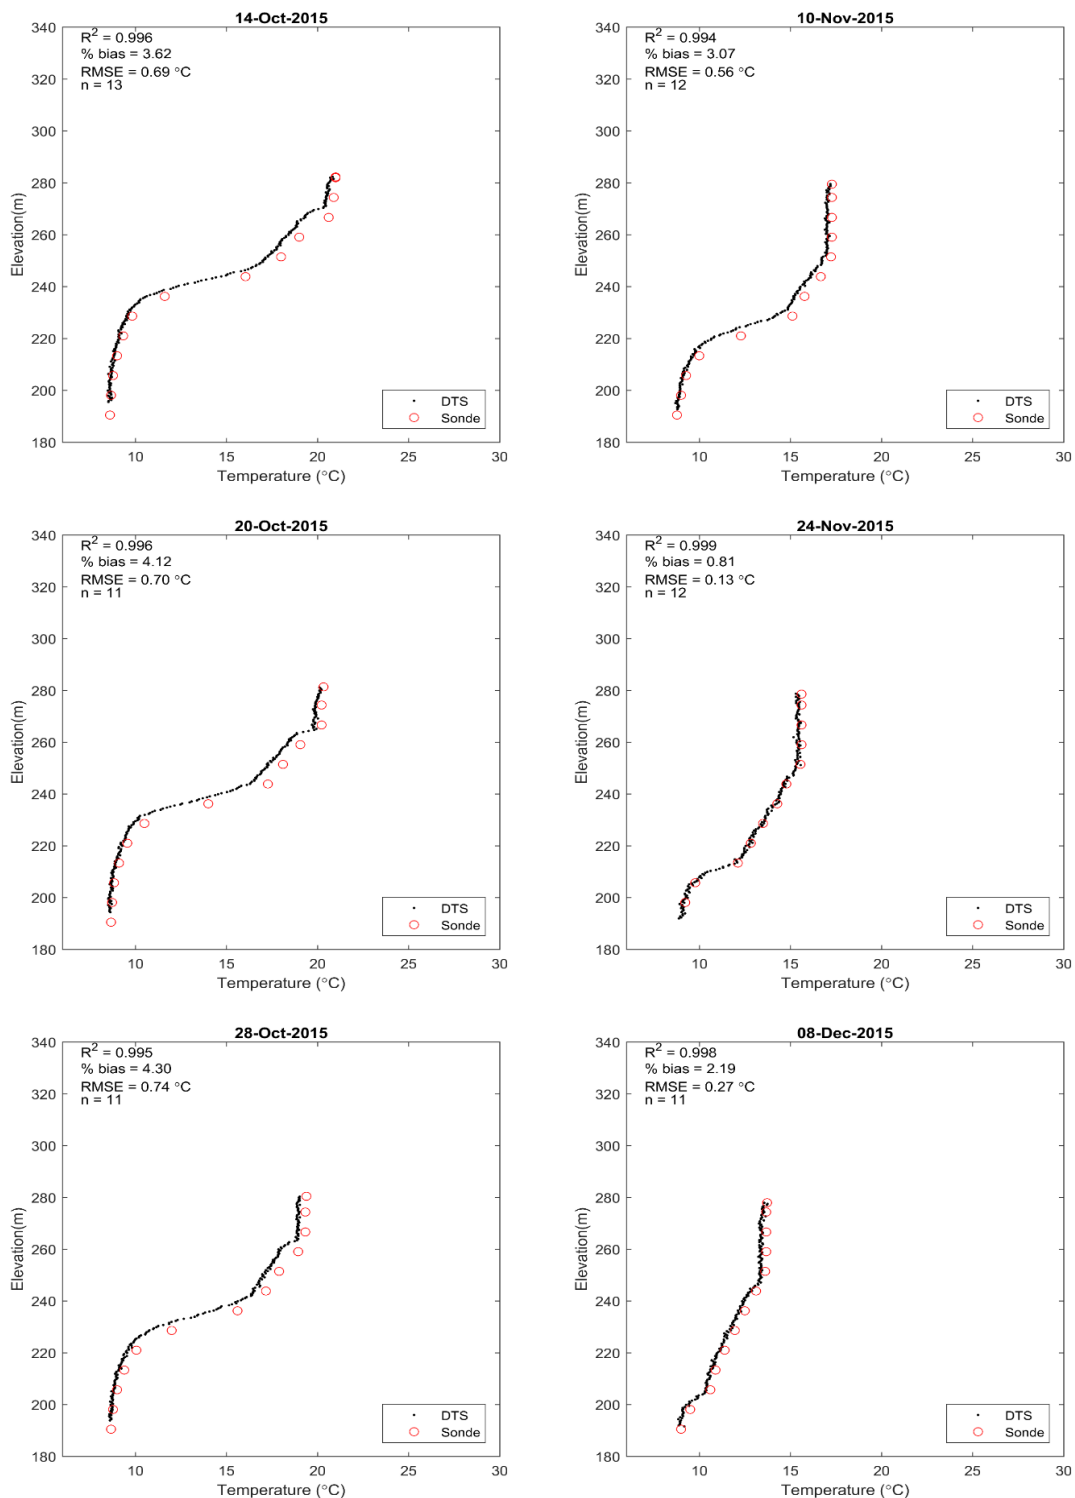 14-Oct-2015
R² = 0.996
% bias = 3.62
RMSE = 0.69 °C
n = 13
340
320
300
280
260
240
220
200
180
Elevation(m)
10 15 20 25 30
Temperature (°C)
DTS
Sonde
10-Nov-2015
R² = 0.994
% bias = 3.07
RMSE = 0.56 °C
n = 12
340
320
300
280
260
240
220
200
180
Elevation(m)
10 15 20 25 30
Temperature (°C)
DTS
Sonde
20-Oct-2015
R² = 0.996
% bias = 4.12
RMSE = 0.70 °C
n = 11
340
320
300
280
260
240
220
200
180
Elevation(m)
10 15 20 25 30
Temperature (°C)
DTS
Sonde
24-Nov-2015
R² = 0.999
% bias = 0.81
RMSE = 0.13 °C
n = 12
340
320
300
280
260
240
220
200
180
Elevation(m)
10 15 20 25 30
Temperature (°C)
DTS
Sonde
28-Oct-2015
R² = 0.995
% bias = 4.30
RMSE = 0.74 °C
n = 11
340
320
300
280
260
240
220
200
180
Elevation(m)
10 15 20 25 30
Temperature (°C)
DTS
Sonde
08-Dec-2015
R² = 0.998
% bias = 2.19
RMSE = 0.27 °C
n = 11
340
320
300
280
260
240
220
200
180
Elevation(m)
10 15 20 25 30
Temperature (°C)
DTS
Sonde